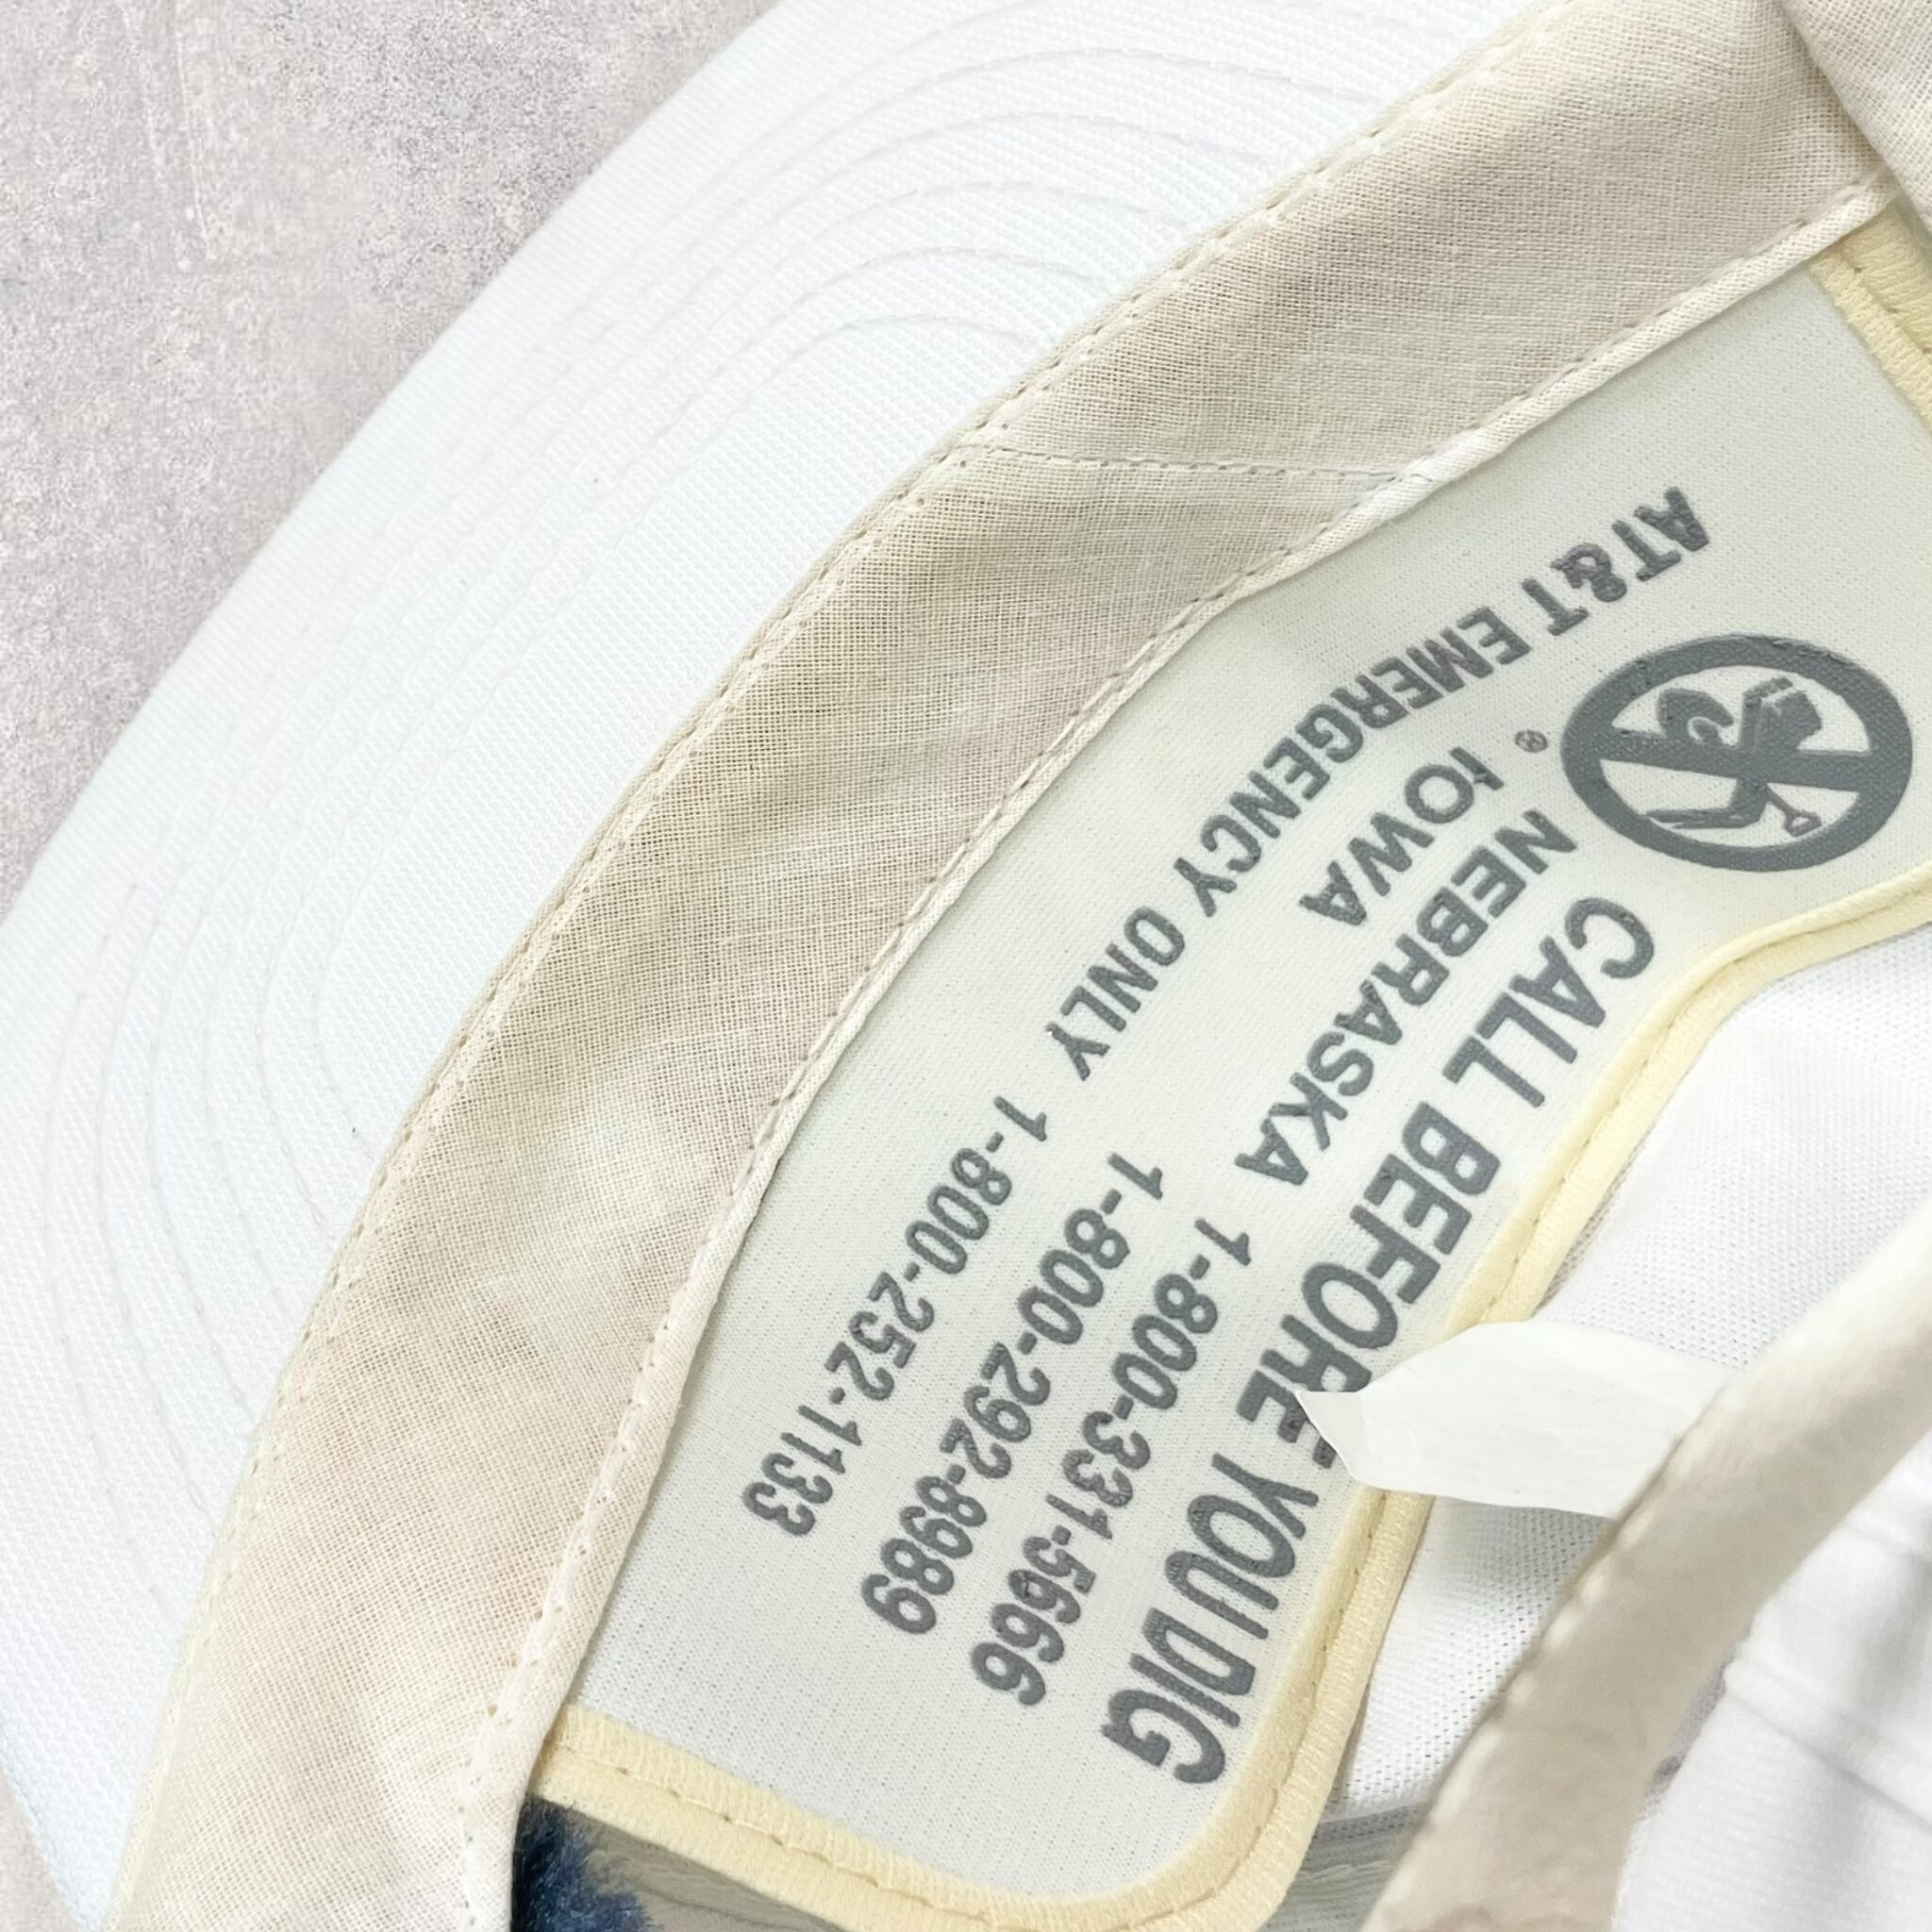 CALL BEFORE YOU DIG
NEBRASKA 1-800-331-5666
® IOWA 1-800-292-8989
AT&T EMERGENCY ONLY 1-800-252-1133